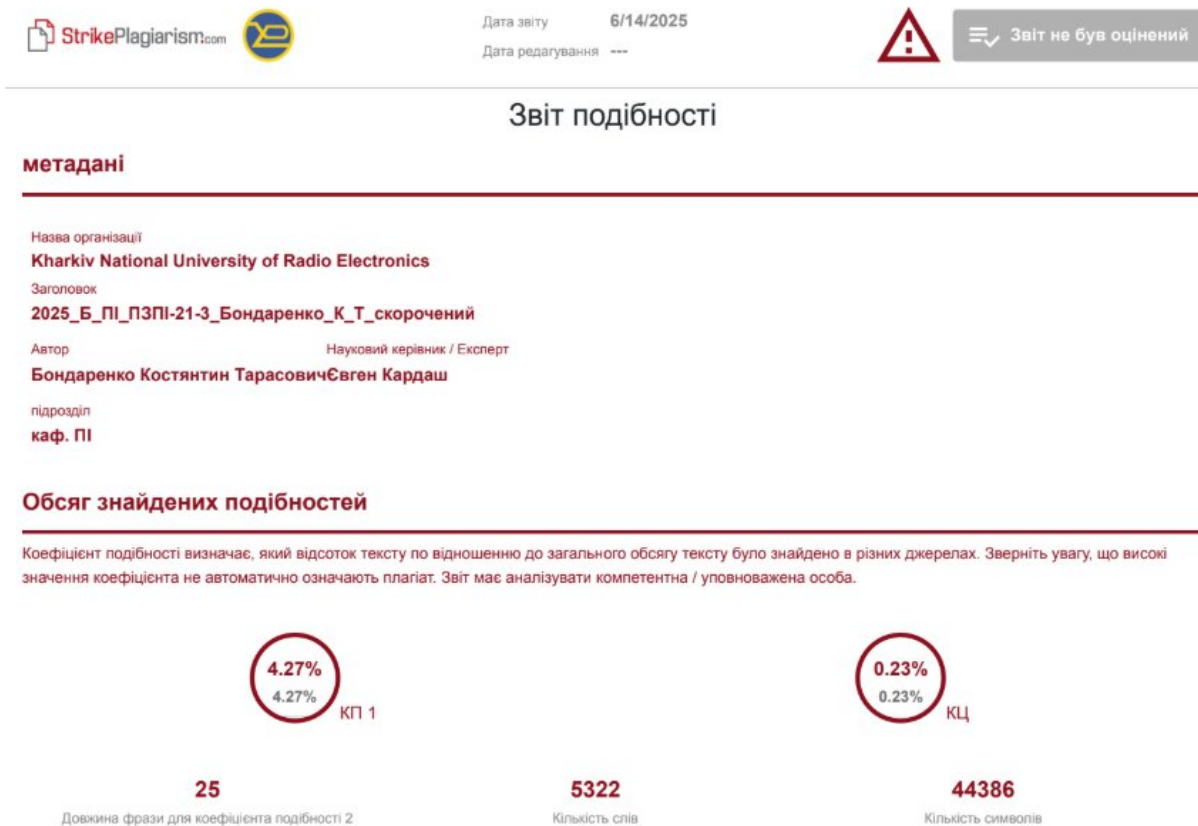 StrikePlagiarism.com
Дата звіту 6/14/2025
Дата редагування ---
Звіт не був оцінений
Звіт подібності
метадані
Назва організації
Kharkiv National University of Radio Electronics
Заголовок
2025_Б_ПІ_ПЗПІ-21-3_Бондаренко_К_Т_скорочений
Автор Науковий керівник / Експерт
Бондаренко Костянтин ТарасовичЄвген Кардаш
підрозділ
каф. ПІ
Обсяг знайдених подібностей
Коефіцієнт подібності визначає, який відсоток тексту по відношенню до загального обсягу тексту було знайдено в різних джерелах. Зверніть увагу, що високі
значення коефіцієнта не автоматично означають плагіат. Звіт має аналізувати компетентна / уповноважена особа.
4.27% 0.23%
4.27% 0.23%
КП 1 КЦ
25 5322 44386
Довжина фрази для коефіцієнта подібності 2 Кількість слів Кількість символів